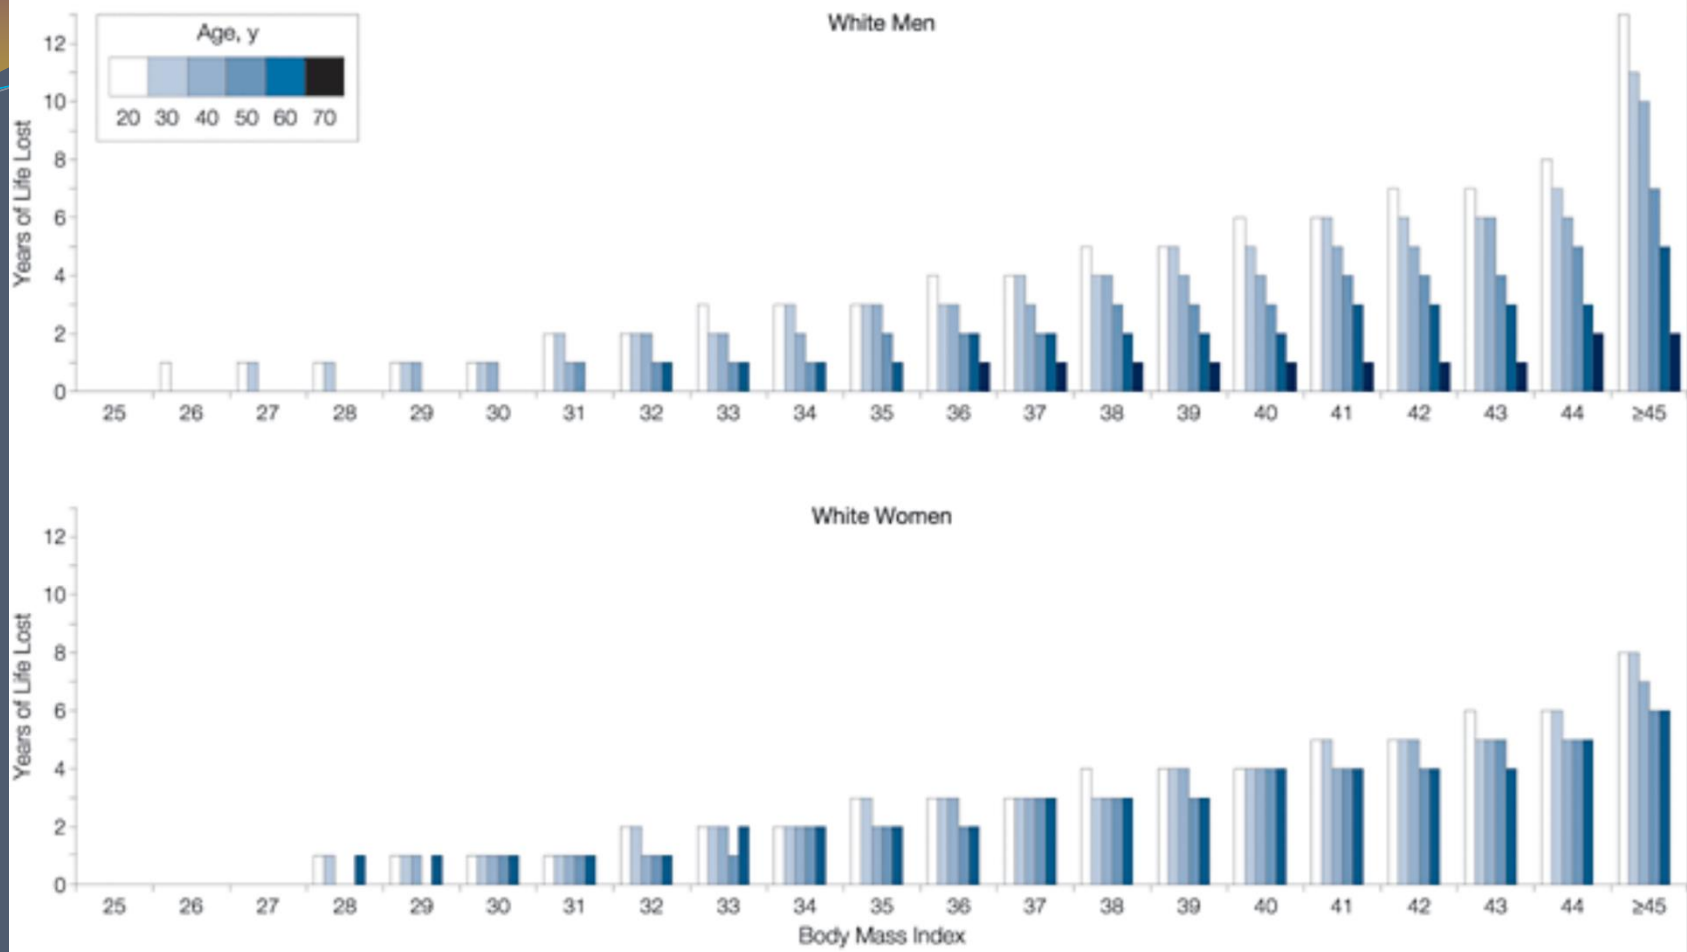 White Men
Age, y
20 30 40 50 60 70
Years of Life Lost
12
10
8
6
4
2
0
25 26 27 28 29 30 31 32 33 34 35 36 37 38 39 40 41 42 43 44 ≥45
White Women
Years of Life Lost
12
10
8
6
4
2
0
25 26 27 28 29 30 31 32 33 34 35 36 37 38 39 40 41 42 43 44 ≥45
Body Mass Index